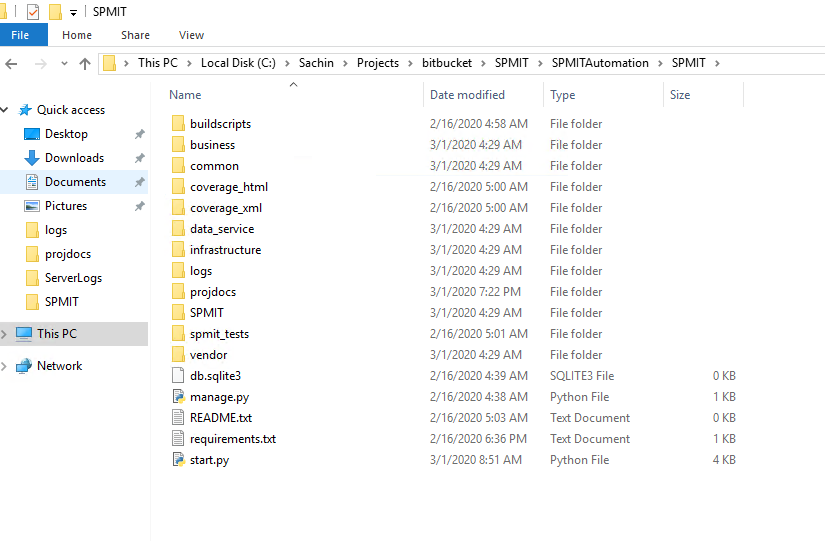 SPMIT
File Home Share View
This PC Local Disk (C:) Sachin Projects bitbucket SPMIT SPMITAutomation SPMIT
Quick access
Desktop
Downloads
Documents
Pictures
logs
projdocs
ServerLogs
SPMIT
This PC
Network
Name Date modified Type Size
buildscripts 2/16/2020 4:58 AM File folder
business 3/1/2020 4:29 AM File folder
common 3/1/2020 4:29 AM File folder
coverage_html 2/16/2020 5:00 AM File folder
coverage_xml 2/16/2020 5:00 AM File folder
data_service 3/1/2020 4:29 AM File folder
infrastructure 3/1/2020 4:29 AM File folder
logs 3/1/2020 4:29 AM File folder
projdocs 3/1/2020 7:22 PM File folder
SPMIT 3/1/2020 4:29 AM File folder
spmit_tests 2/16/2020 5:01 AM File folder
vendor 3/1/2020 4:29 AM File folder
db.sqlite3 2/16/2020 4:39 AM SQLITE3 File 0 KB
manage.py 2/16/2020 4:38 AM Python File 1 KB
README.txt 2/16/2020 5:03 AM Text Document 0 KB
requirements.txt 2/16/2020 6:36 PM Text Document 1 KB
start.py 3/1/2020 8:51 AM Python File 4 KB